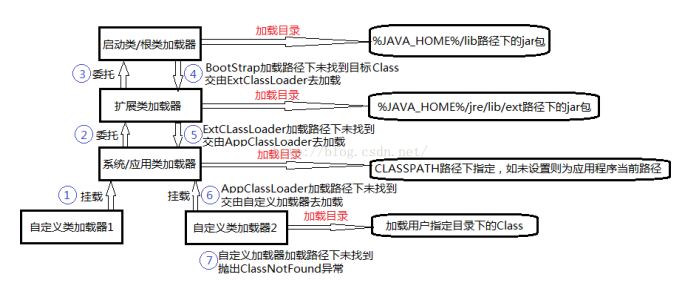 加载目录
启动类/根类加载器
%JAVA_HOME%/lib路径下的jar包
③ 委托
④ BootStrap加载路径下未找到目标Class
交由ExtClassLoader去加载
加载目录
扩展类加载器
%JAVA_HOME%/jre/lib/ext路径下的jar包
② 委托
⑤ ExtClassLoader加载路径下未找到
交由AppClassLoader去加载
http://blog.csdn.net/
加载目录
系统/应用类加载器
CLASSPATH路径下指定，如未设置则为应用程序当前路径
① 挂载
挂载
⑥ AppClassLoader加载路径下未找到
交由自定义加载器去加载
加载目录
自定义类加载器1
自定义类加载器2
加载用户指定目录下的Class
⑦ 自定义加载器加载路径下未找到
抛出ClassNotFound异常